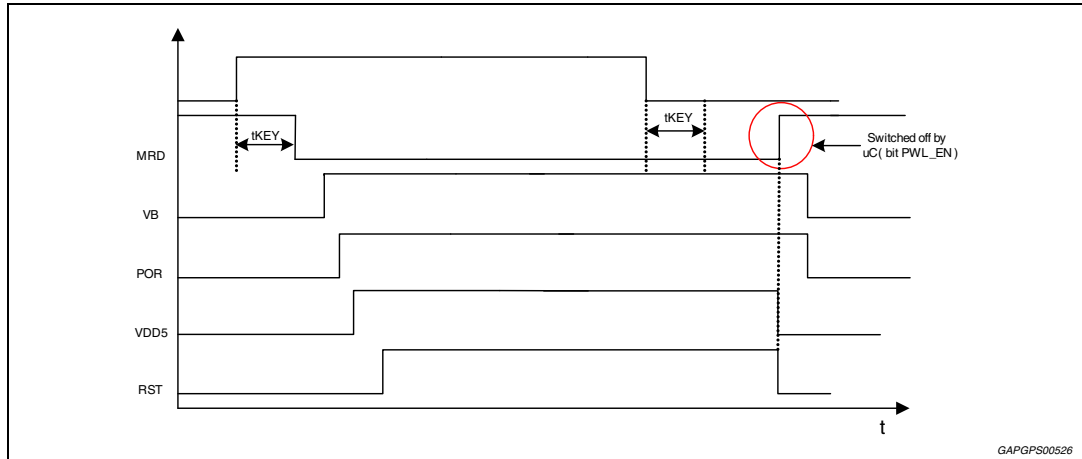 tKEY
tKEY
MRD
Switched off by
uC( bit PWL_EN)
VB
POR
VDD5
RST
t
GAPGPS00526